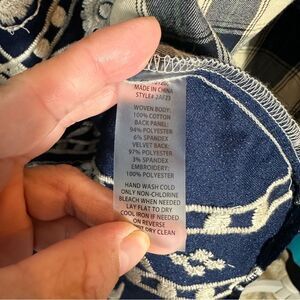 MADE IN CHINA
STYLE# 2AF23
WOVEN BODY:
100% COTTON
BACK PANEL:
94% POLYESTER
6% SPANDEX
VELVET BACK:
97% POLYESTER
3% SPANDEX
EMBROIDERY:
100% POLYESTER
HAND WASH COLD
ONLY NON-CHLORINE
BLEACH WHEN NEEDED
LAY FLAT TO DRY
COOL IRON IF NEEDED
ON REVERSE
DRY CLEAN